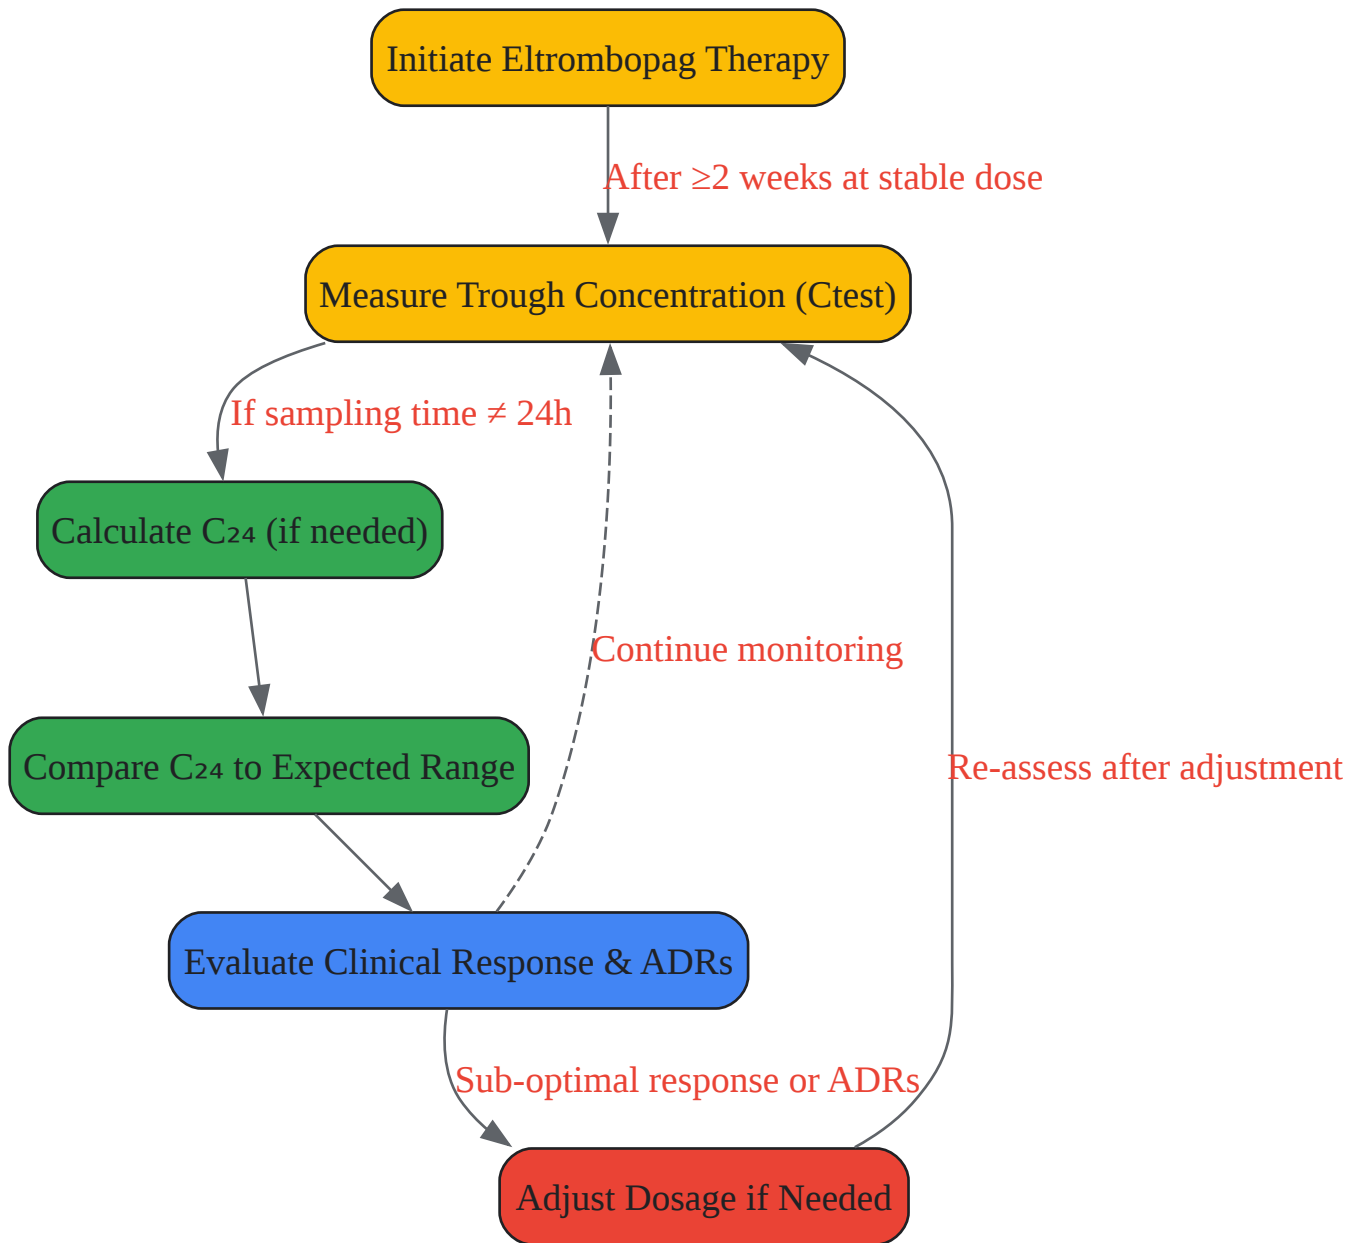 Initiate Eltrombopag Therapy
After ≥2 weeks at stable dose
Measure Trough Concentration (Ctest)
If sampling time ≠ 24h
Calculate C₂₄ (if needed)
Continue monitoring
Compare C₂₄ to Expected Range
Re-assess after adjustment
Evaluate Clinical Response & ADRs
Sub-optimal response or ADRs
Adjust Dosage if Needed